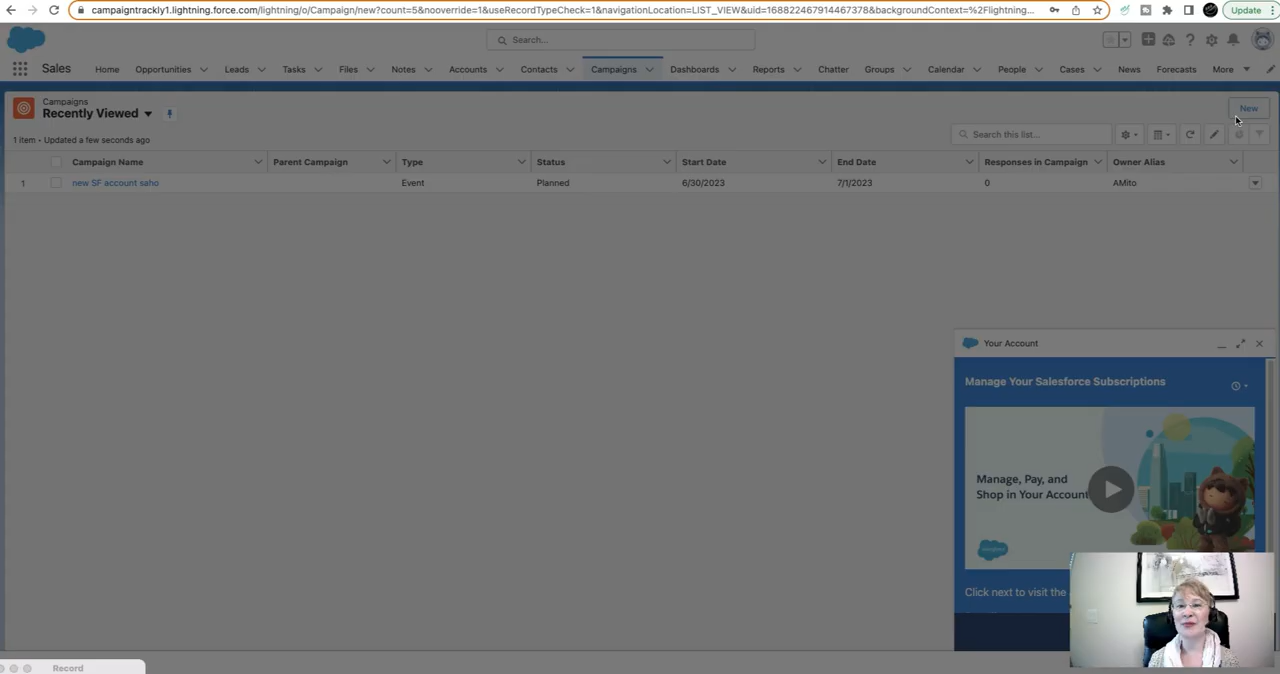 campaigntrackly1.lightning.force.com/lightning/o/Campaign/new?count=5&nooverride=1&useRecordTypeCheck=1&navigationLocation=LIST_VIEW&uid=168822467914467378&backgroundContext=%2Flightning...
Update
Search...
Sales
Home
Opportunities
Leads
Tasks
Files
Notes
Accounts
Contacts
Campaigns
Dashboards
Reports
Chatter
Groups
Calendar
People
Cases
News
Forecasts
More
Campaigns
Recently Viewed
New
1 item • Updated a few seconds ago
Search this list...
Campaign Name
Parent Campaign
Type
Status
Start Date
End Date
Responses in Campaign
Owner Alias
1
new SF account saho
Event
Planned
6/30/2023
7/1/2023
0
AMito
Your Account
Manage Your Salesforce Subscriptions
Manage, Pay, and
Shop in Your Account
Click next to visit the
Record